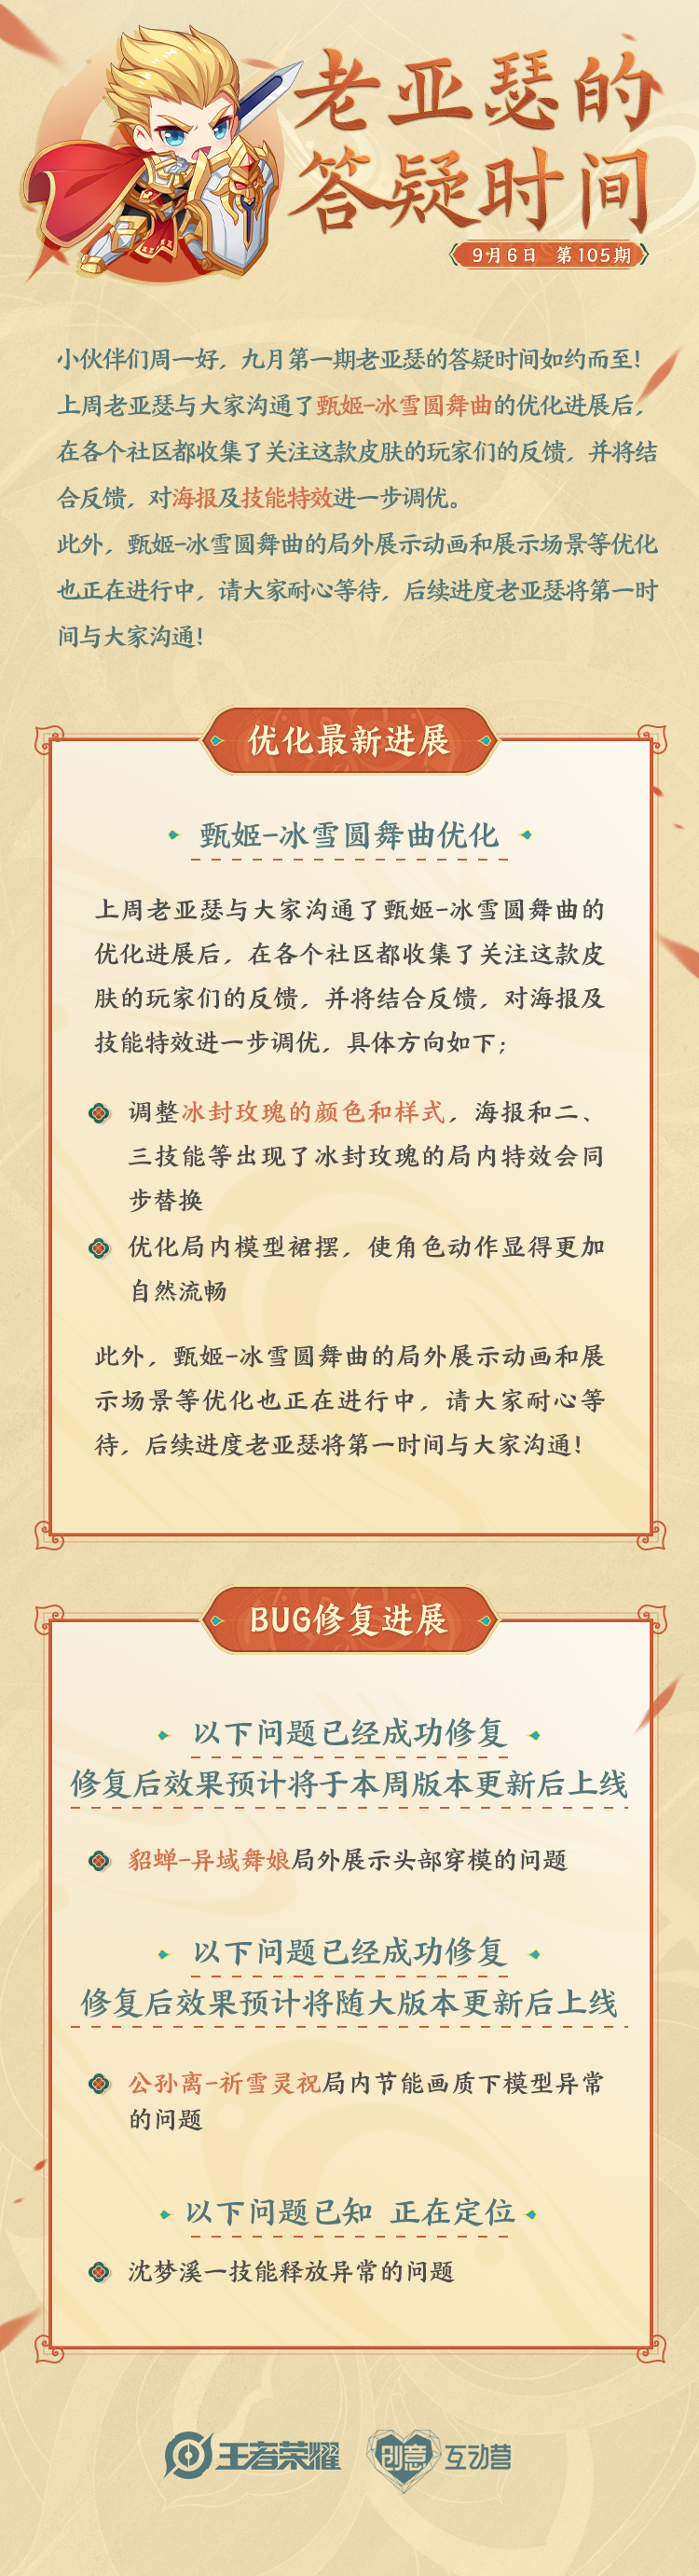 老亚瑟的
答疑时间
9月6日 第105期
小伙伴们周一好，九月第一期老亚瑟的答疑时间如约而至！
上周老亚瑟与大家沟通了甄姬-冰雪圆舞曲的优化进展后，
在各个社区都收集了关注这款皮肤的玩家们的反馈，并将结
合反馈，对海报及技能特效进一步调优。
此外，甄姬-冰雪圆舞曲的局外展示动画和展示场景等优化
也正在进行中，请大家耐心等待，后续进度老亚瑟将第一时
间与大家沟通！
优化最新进展
甄姬-冰雪圆舞曲优化
上周老亚瑟与大家沟通了甄姬-冰雪圆舞曲的
优化进展后，在各个社区都收集了关注这款皮
肤的玩家们的反馈，并将结合反馈，对海报及
技能特效进一步调优，具体方向如下；
调整冰封玫瑰的颜色和样式，海报和二、
三技能等出现了冰封玫瑰的局内特效会同
步替换
优化局内模型裙摆，使角色动作显得更加
自然流畅
此外，甄姬-冰雪圆舞曲的局外展示动画和展
示场景等优化也正在进行中，请大家耐心等
待，后续进度老亚瑟将第一时间与大家沟通！
BUG修复进展
以下问题已经成功修复
修复后效果预计将于本周版本更新后上线
貂蝉-异域舞娘局外展示头部穿模的问题
以下问题已经成功修复
修复后效果预计将随大版本更新后上线
公孙离-祈雪灵祝局内节能画质下模型异常
的问题
以下问题已知 正在定位
沈梦溪一技能释放异常的问题
王者荣耀 创意互动营